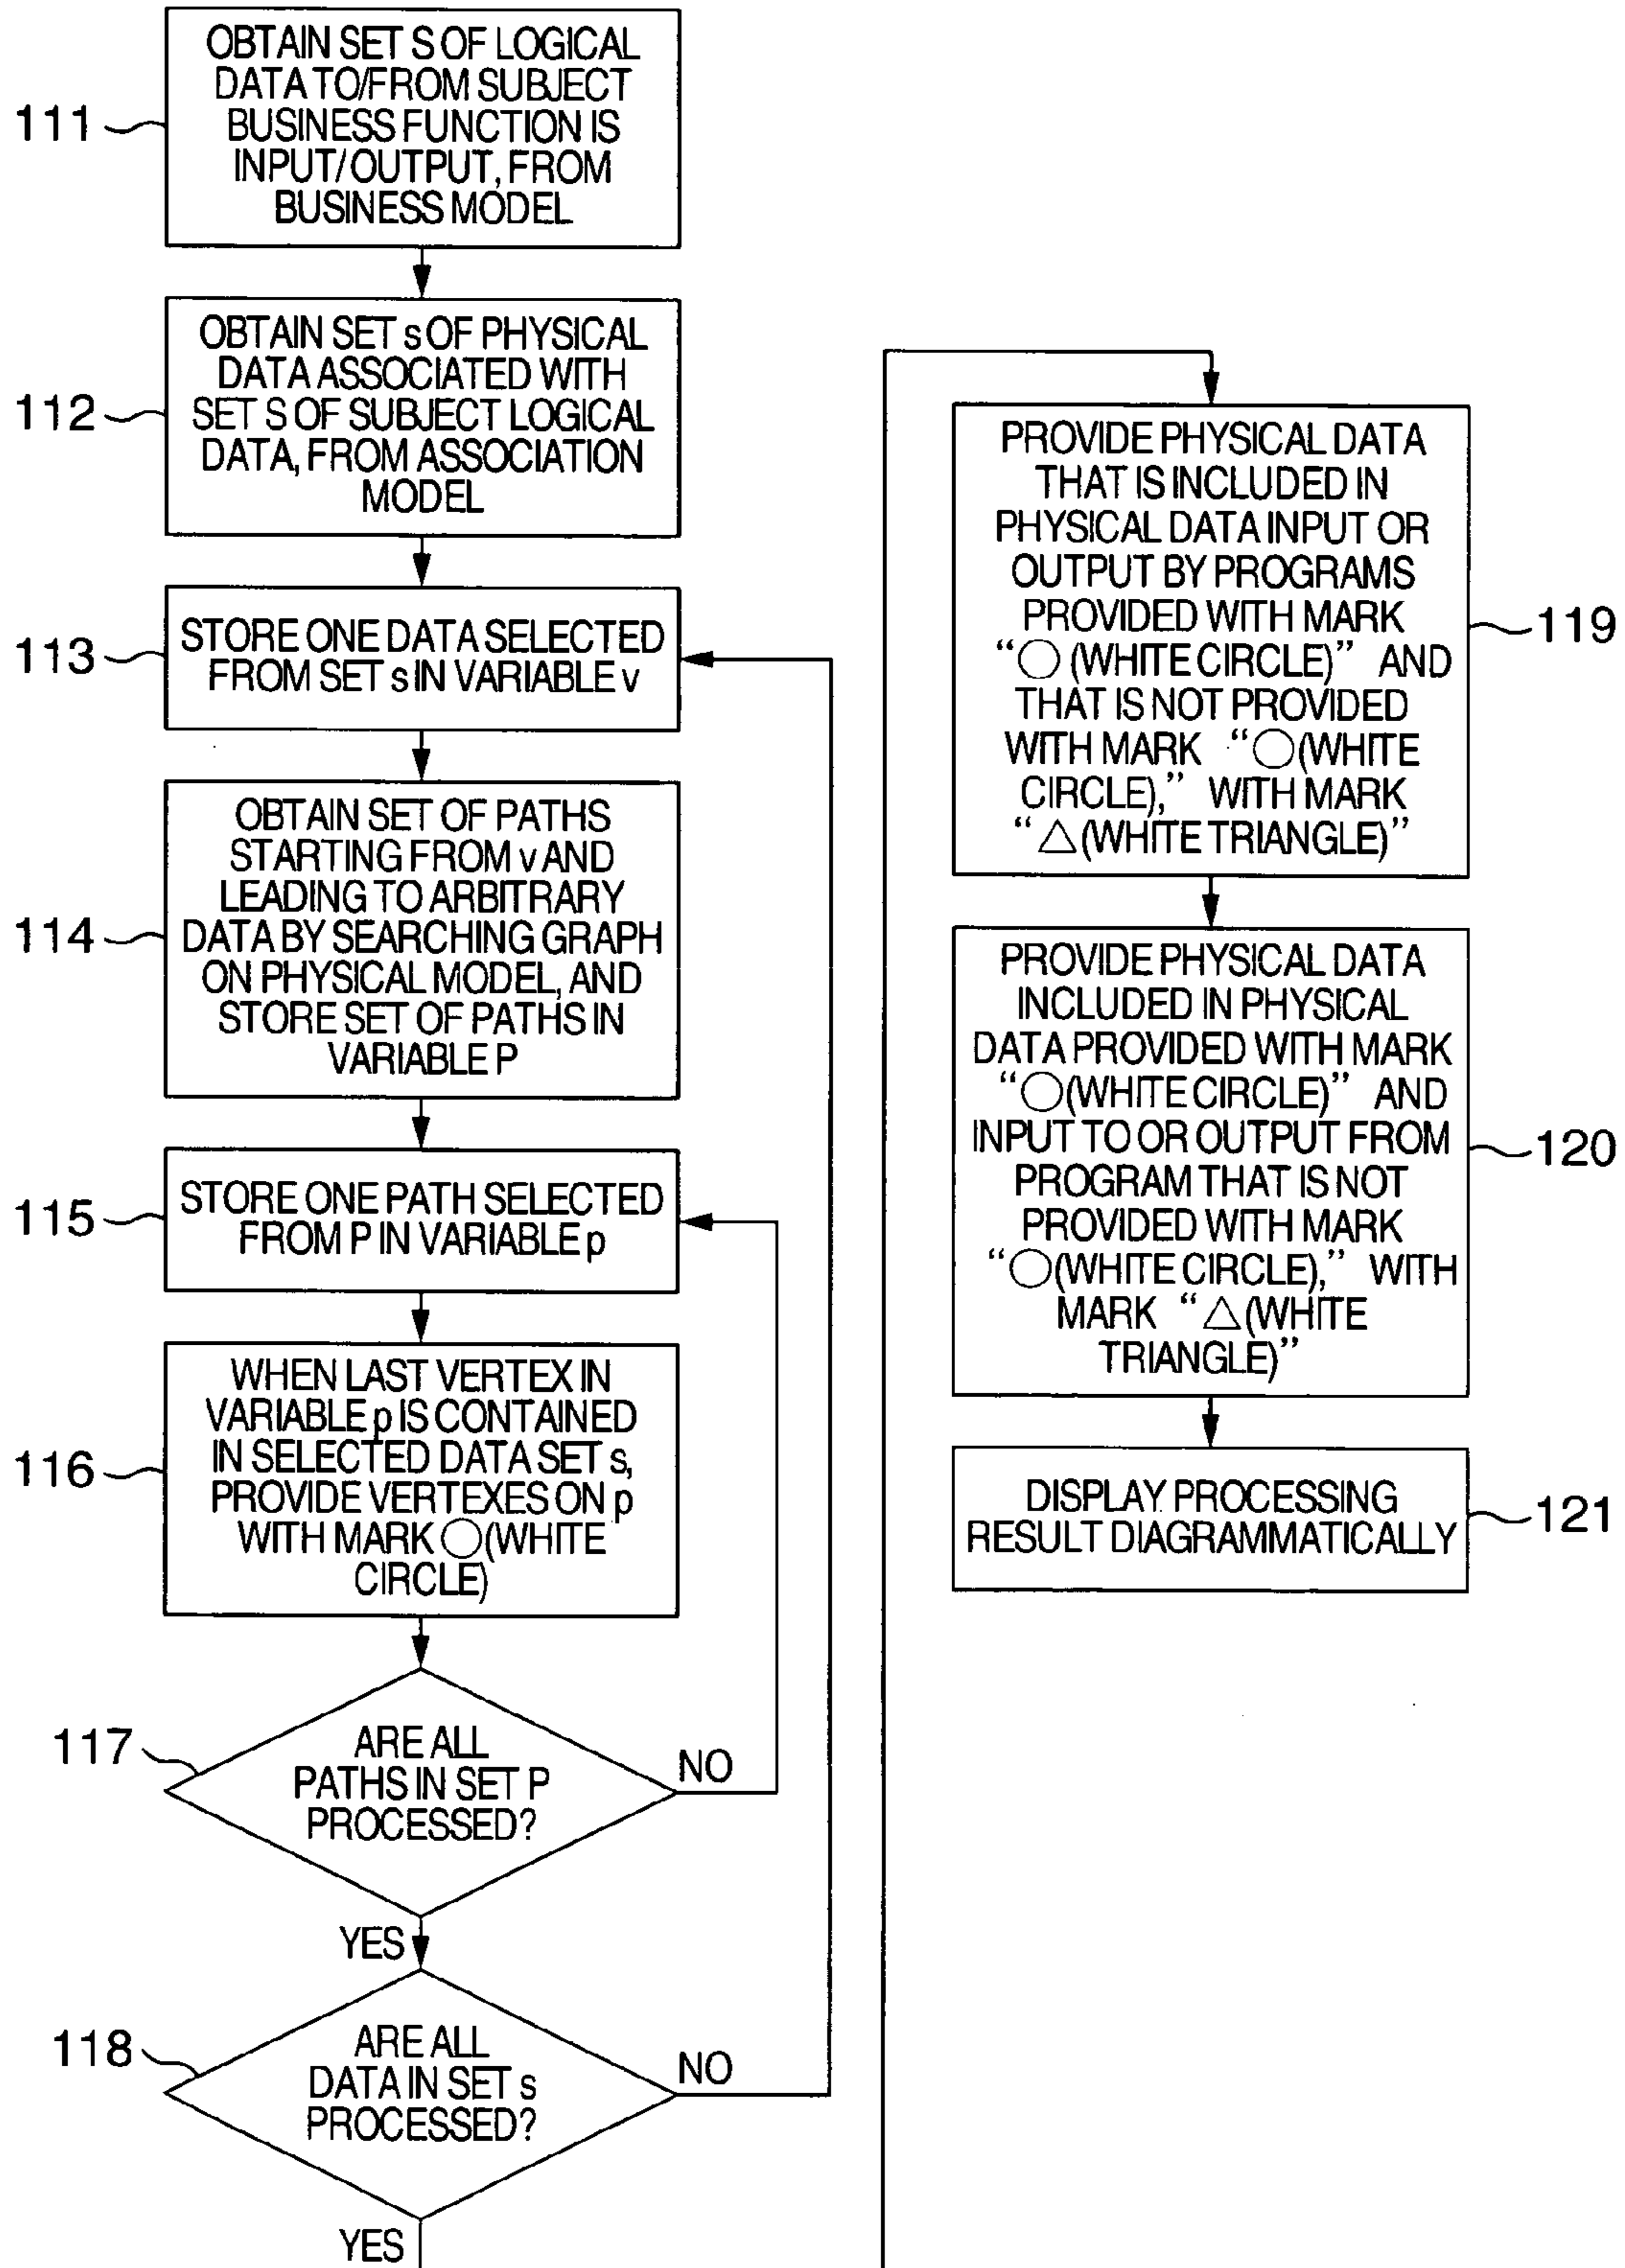 111
OBTAIN SET S OF LOGICAL
DATA TO/FROM SUBJECT
BUSINESS FUNCTION IS
INPUT/OUTPUT, FROM
BUSINESS MODEL
112
OBTAIN SET s OF PHYSICAL
DATA ASSOCIATED WITH
SET S OF SUBJECT LOGICAL
DATA, FROM ASSOCIATION
MODEL
113
STORE ONE DATA SELECTED
FROM SET s IN VARIABLE v
114
OBTAIN SET OF PATHS
STARTING FROM v AND
LEADING TO ARBITRARY
DATA BY SEARCHING GRAPH
ON PHYSICAL MODEL, AND
STORE SET OF PATHS IN
VARIABLE P
115
STORE ONE PATH SELECTED
FROM P IN VARIABLE p
116
WHEN LAST VERTEX IN
VARIABLE p IS CONTAINED
IN SELECTED DATA SET s,
PROVIDE VERTEXES ON p
WITH MARK ○(WHITE
CIRCLE)
117
ARE ALL
PATHS IN SET P
PROCESSED?
NO
YES
118
ARE ALL
DATA IN SET s
PROCESSED?
NO
YES
PROVIDE PHYSICAL DATA
THAT IS INCLUDED IN
PHYSICAL DATA INPUT OR
OUTPUT BY PROGRAMS
PROVIDED WITH MARK
“○(WHITE CIRCLE)” AND
THAT IS NOT PROVIDED
WITH MARK “○(WHITE
CIRCLE),” WITH MARK
“△(WHITE TRIANGLE)”
119
PROVIDE PHYSICAL DATA
INCLUDED IN PHYSICAL
DATA PROVIDED WITH MARK
“○(WHITE CIRCLE)” AND
INPUT TO OR OUTPUT FROM
PROGRAM THAT IS NOT
PROVIDED WITH MARK
“○(WHITE CIRCLE),” WITH
MARK “△(WHITE
TRIANGLE)”
120
DISPLAY PROCESSING
RESULT DIAGRAMMATICALLY
121